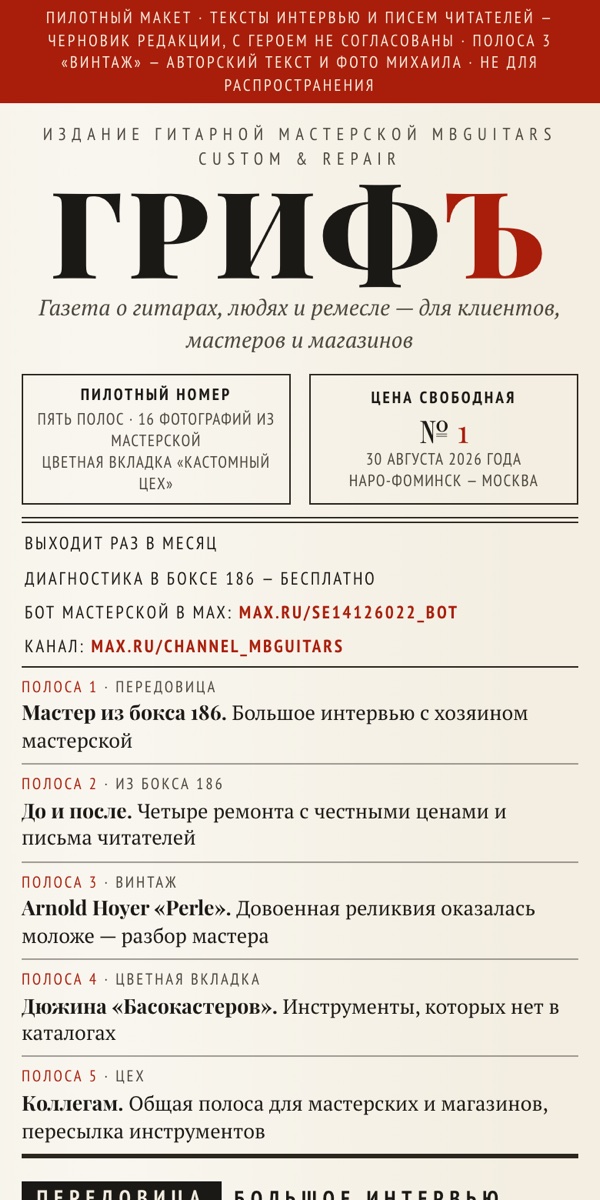 ПИЛОТНЫЙ МАКЕТ · ТЕКСТЫ ИНТЕРВЬЮ И ПИСЕМ ЧИТАТЕЛЕЙ —
ЧЕРНОВИК РЕДАКЦИИ, С ГЕРОЕМ НЕ СОГЛАСОВАНЫ · ПОЛОСА 3
«ВИНТАЖ» — АВТОРСКИЙ ТЕКСТ И ФОТО МИХАИЛА · НЕ ДЛЯ
РАСПРОСТРАНЕНИЯ
ИЗДАНИЕ ГИТАРНОЙ МАСТЕРСКОЙ MBGUITARS
CUSTOM & REPAIR
ГРИФЪ
Газета о гитарах, людях и ремесле — для клиентов,
мастеров и магазинов
ПИЛОТНЫЙ НОМЕР
ПЯТЬ ПОЛОС · 16 ФОТОГРАФИЙ ИЗ
МАСТЕРСКОЙ
ЦВЕТНАЯ ВКЛАДКА «КАСТОМНЫЙ
ЦЕХ»
ЦЕНА СВОБОДНАЯ
№ 1
30 АВГУСТА 2026 ГОДА
НАРО-ФОМИНСК — МОСКВА
ВЫХОДИТ РАЗ В МЕСЯЦ
ДИАГНОСТИКА В БОКСЕ 186 — БЕСПЛАТНО
БОТ МАСТЕРСКОЙ В MAX: MAX.RU/SE14126022_BOT
КАНАЛ: MAX.RU/CHANNEL_MBGUITARS
ПОЛОСА 1 · ПЕРЕДОВИЦА
Мастер из бокса 186. Большое интервью с хозяином
мастерской
ПОЛОСА 2 · ИЗ БОКСА 186
До и после. Четыре ремонта с честными ценами и
письма читателей
ПОЛОСА 3 · ВИНТАЖ
Arnold Hoyer «Perle». Довоенная реликвия оказалась
моложе — разбор мастера
ПОЛОСА 4 · ЦВЕТНАЯ ВКЛАДКА
Дюжина «Басокастеров». Инструменты, которых нет в
каталогах
ПОЛОСА 5 · ЦЕХ
Коллегам. Общая полоса для мастерских и магазинов,
пересылка инструментов
ПЕРЕДОВИЦА БОЛЬШОЕ ИНТЕРВЬЮ